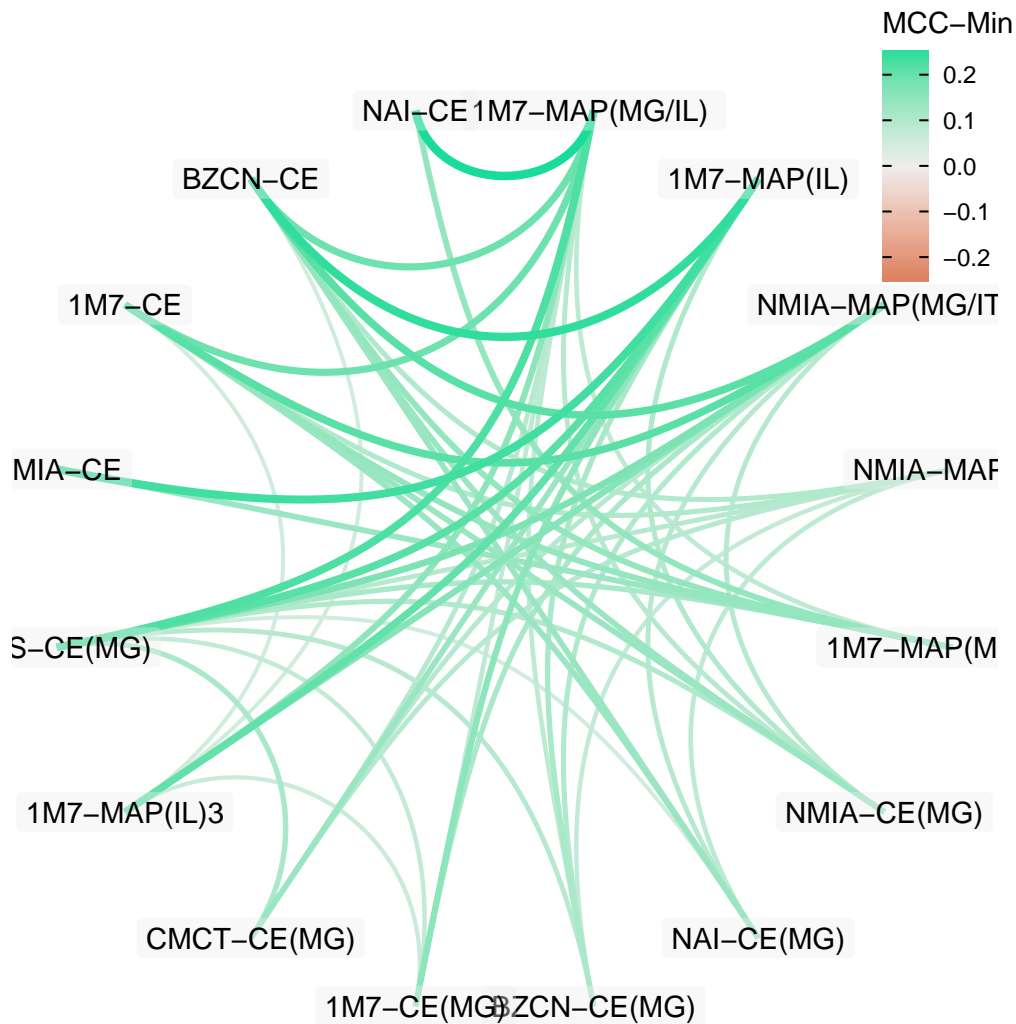 MCC−Min
0.2
0.1
0.0
−0.1
−0.2
NAI−CE
1M7−MAP(MG/IL)
BZCN−CE
1M7−MAP(IL)
1M7−CE
NMIA−MAP(MG/IT
MIA−CE
NMIA−MAP
S−CE(MG)
1M7−MAP(M
1M7−MAP(IL)3
NMIA−CE(MG)
CMCT−CE(MG)
NAI−CE(MG)
1M7−CE(MG)
BZCN−CE(MG)